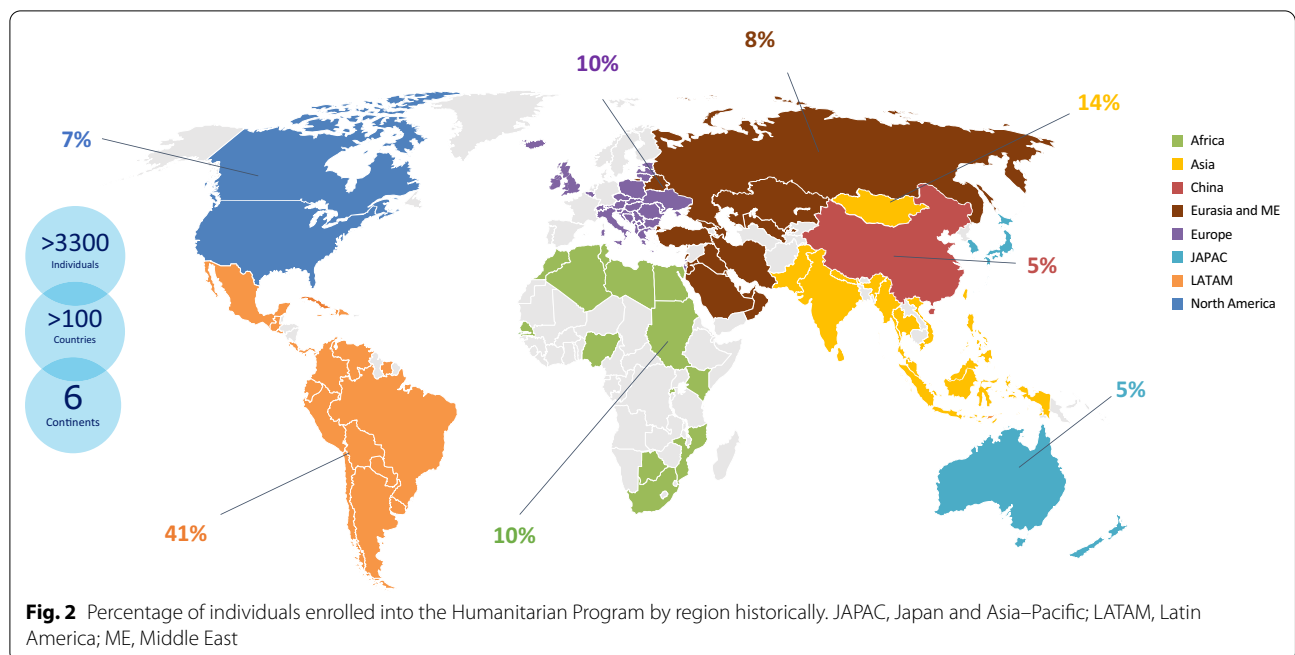 8%
10%
14%
7%
Africa
Asia
China
Eurasia and ME
Europe
JAPAC
LATAM
North America
>3300
Individuals
>100
Countries
6
Continents
5%
5%
41%
10%
Fig. 2 Percentage of individuals enrolled into the Humanitarian Program by region historically. JAPAC, Japan and Asia–Pacific; LATAM, Latin
America; ME, Middle East